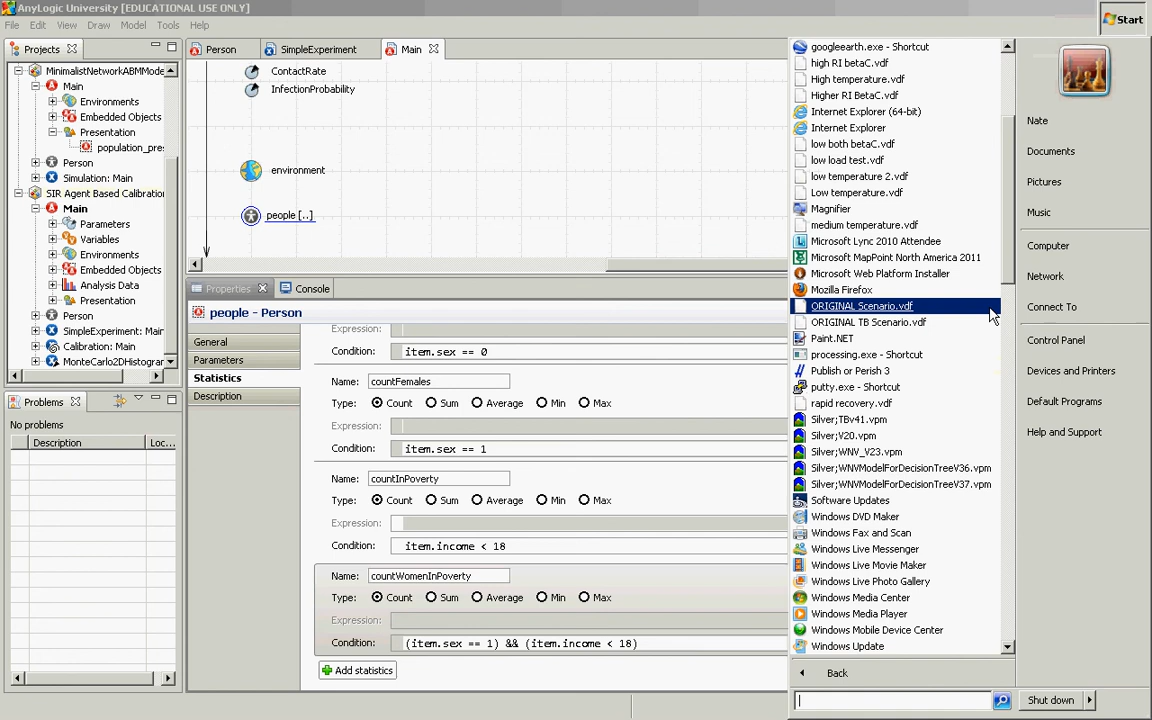 AnyLogic University [EDUCATIONAL USE ONLY]
File Edit View Draw Model Tools Help
Projects
MinimalistNetworkABMMode
Main
Environments
Embedded Objects
Presentation
population_pres
Person
Simulation: Main
SIR Agent Based Calibration
Main
Parameters
Variables
Environments
Embedded Objects
Analysis Data
Presentation
Person
SimpleExperiment: Main
Calibration: Main
MonteCarlo2DHistogram
Problems
No problems
Description Loc...
Person SimpleExperiment Main
ContactRate
InfectionProbability
environment
people [..]
Properties Console
people - Person
General
Parameters
Statistics
Description
Expression:
Condition: item.sex == 0
Name: countFemales
Type: Count Sum Average Min Max
Expression:
Condition: item.sex == 1
Name: countInPoverty
Type: Count Sum Average Min Max
Expression:
Condition: item.income < 18
Name: countWomenInPoverty
Type: Count Sum Average Min Max
Expression:
Condition: (item.sex == 1) && (item.income < 18)
Add statistics
Start
googleearth.exe - Shortcut
high RI betaC.vdf
High temperature.vdf
Higher RI BetaC.vdf
Internet Explorer (64-bit)
Internet Explorer
low both betaC.vdf
low load test.vdf
low temperature 2.vdf
Low temperature.vdf
Magnifier
medium temperature.vdf
Microsoft Lync 2010 Attendee
Microsoft MapPoint North America 2011
Microsoft Web Platform Installer
Mozilla Firefox
ORIGINAL Scenario.vdf
ORIGINAL TB Scenario.vdf
Paint.NET
processing.exe - Shortcut
Publish or Perish 3
putty.exe - Shortcut
rapid recovery.vdf
Silver;TBv41.vpm
Silver;V20.vpm
Silver;WNV_V23.vpm
Silver;WNVModelForDecisionTreeV36.vpm
Silver;WNVModelForDecisionTreeV37.vpm
Software Updates
Windows DVD Maker
Windows Fax and Scan
Windows Live Messenger
Windows Live Movie Maker
Windows Live Photo Gallery
Windows Media Center
Windows Media Player
Windows Mobile Device Center
Windows Update
Back
Nate
Documents
Pictures
Music
Computer
Network
Connect To
Control Panel
Devices and Printers
Default Programs
Help and Support
Shut down